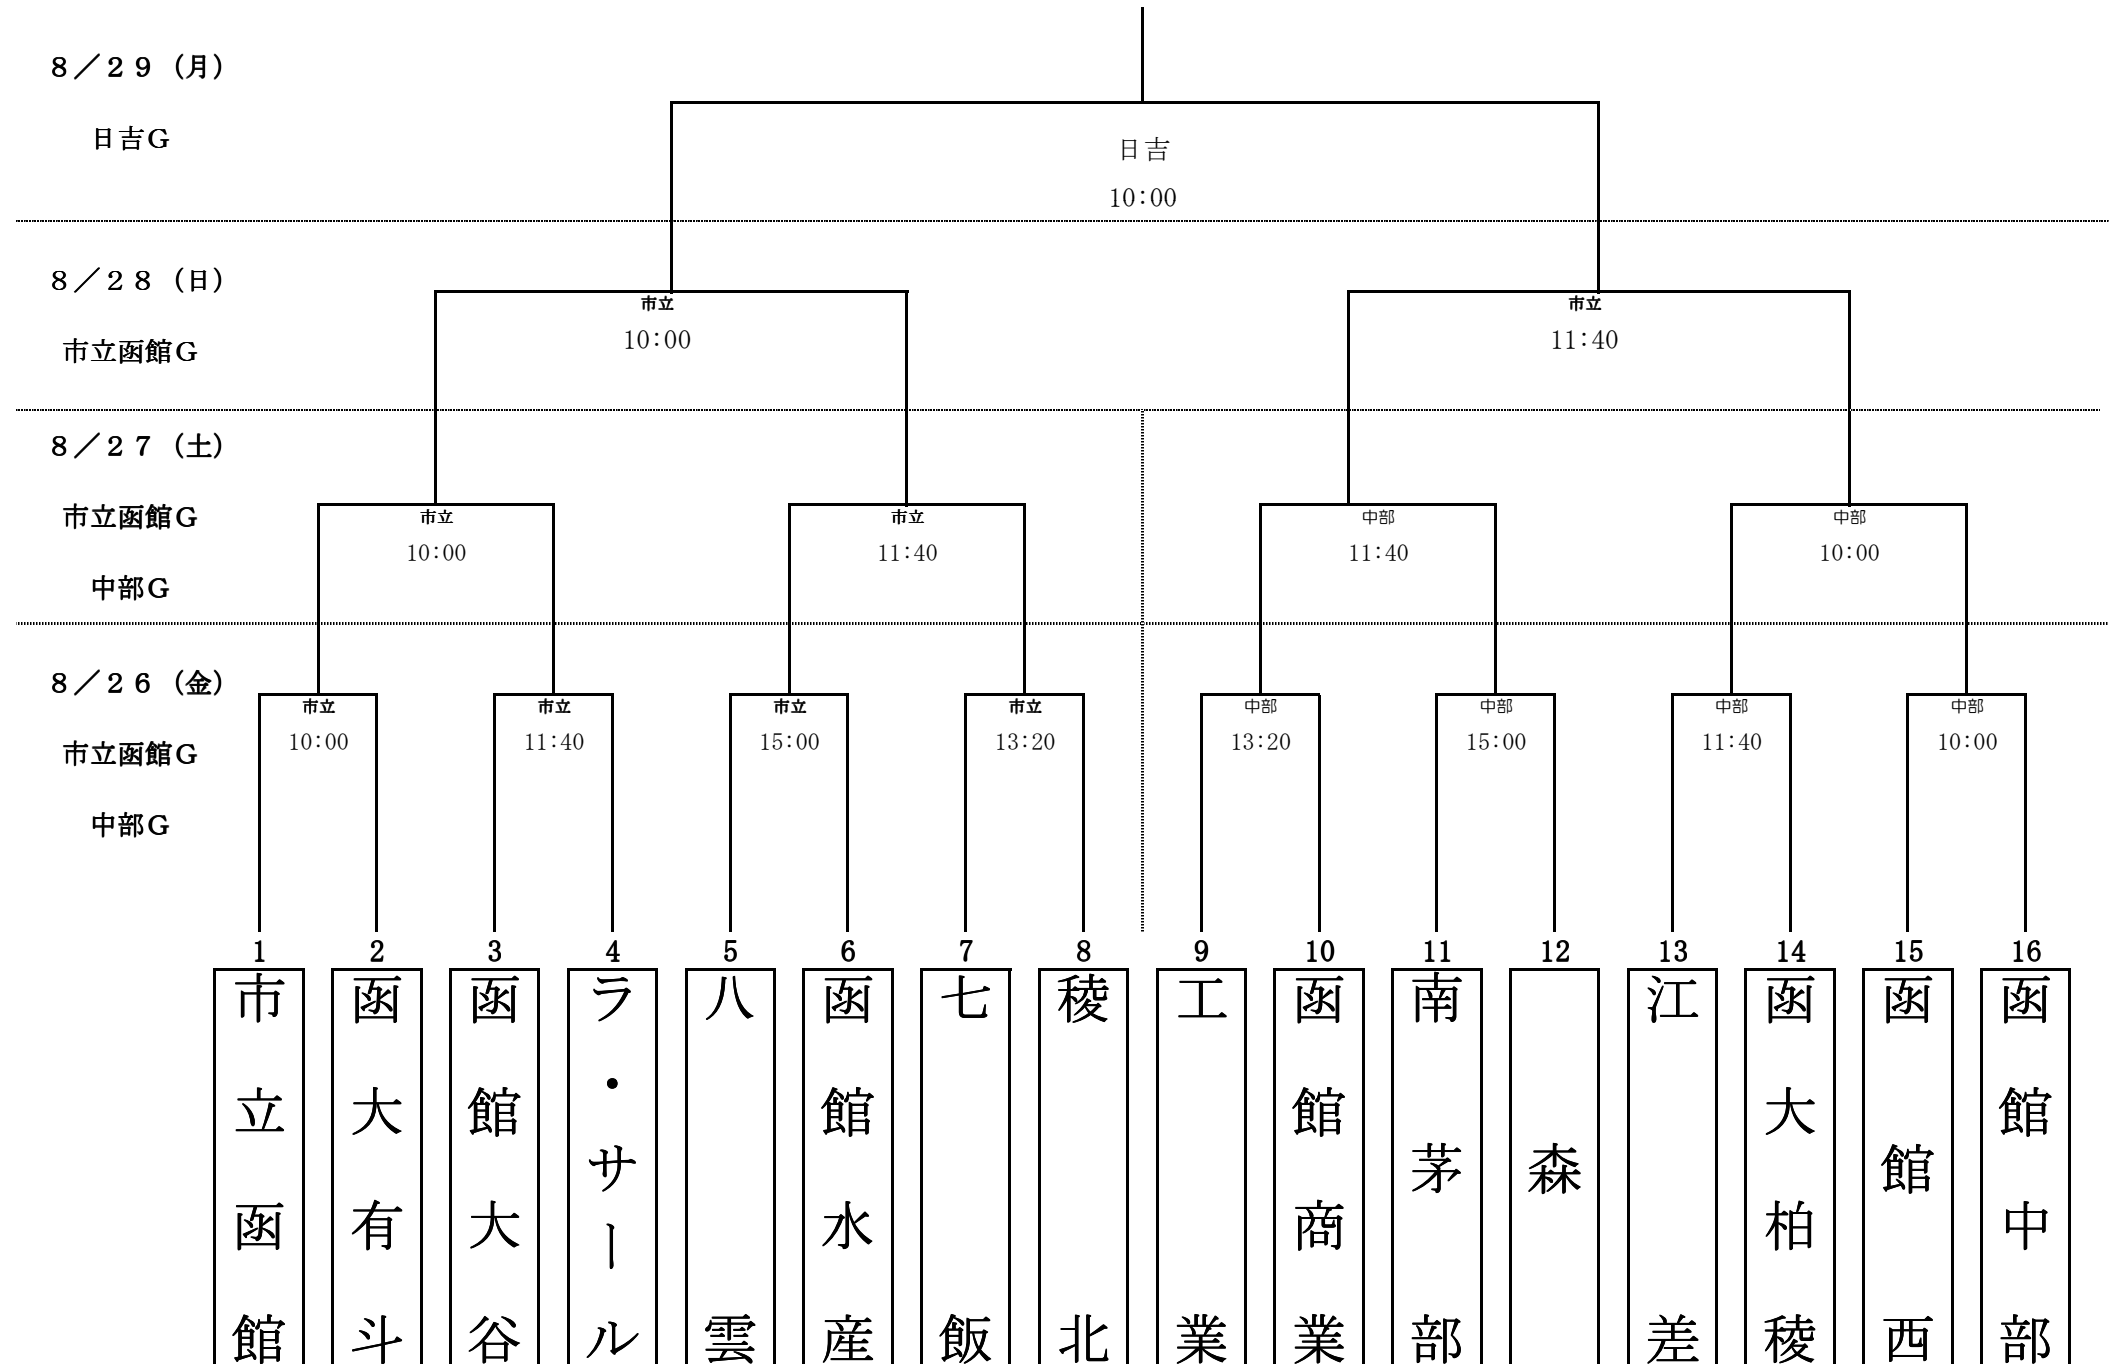 ８／２９（月）
日吉Ｇ
日吉
10:00
８／２８（日）
市立函館Ｇ
市立
10:00
市立
11:40
８／２７（土）
市立函館Ｇ
中部Ｇ
市立
10:00
市立
11:40
中部
11:40
中部
10:00
８／２６（金）
市立函館Ｇ
中部Ｇ
市立
10:00
市立
11:40
市立
15:00
市立
13:20
中部
13:20
中部
15:00
中部
11:40
中部
10:00
1
市立函館
2
函大有斗
3
函館大谷
4
ラ・サール
5
八雲
6
函館水産
7
七飯
8
稜北
9
工業
10
函館商業
11
南茅部
12
森
13
江差
14
函大柏稜
15
函館西
16
函館中部